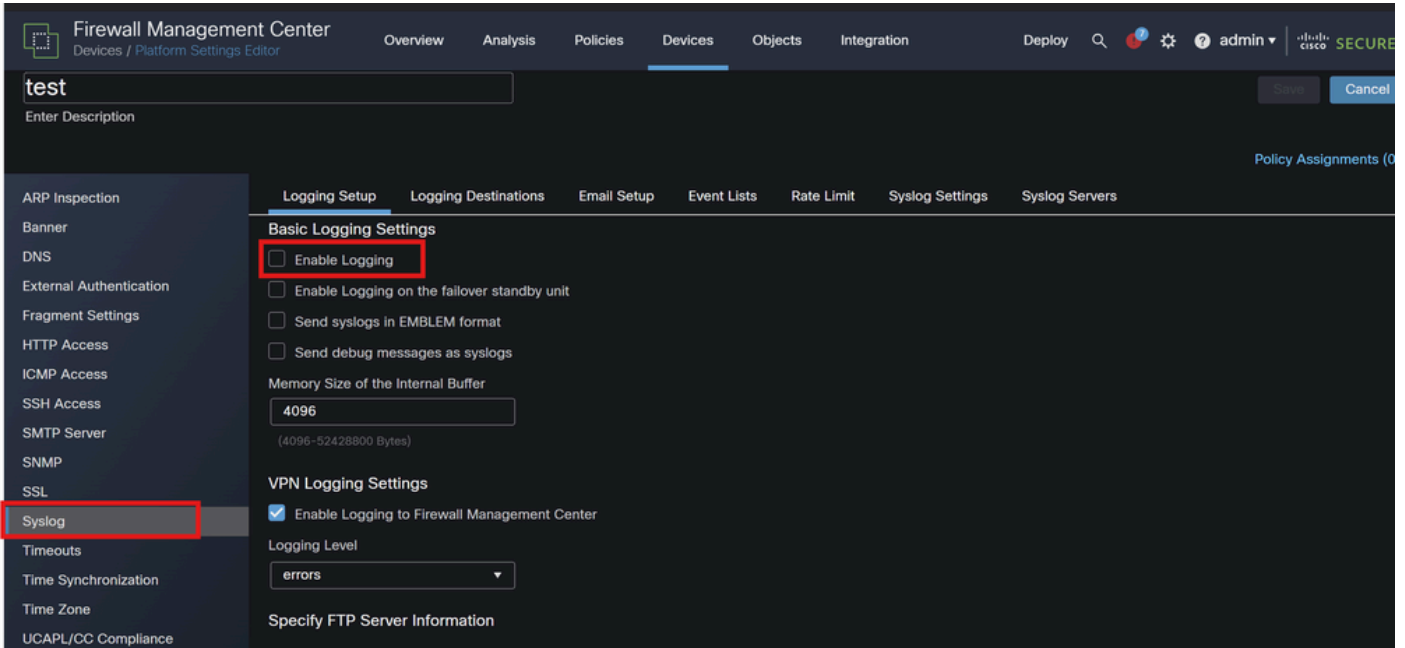 Firewall Management Center
Devices / Platform Settings Editor
Overview Analysis Policies Devices Objects Integration Deploy 7 ? admin cisco SECURE
test
Save Cancel
Enter Description
Policy Assignments (0
ARP Inspection
Banner
DNS
External Authentication
Fragment Settings
HTTP Access
ICMP Access
SSH Access
SMTP Server
SNMP
SSL
Syslog
Timeouts
Time Synchronization
Time Zone
UCAPL/CC Compliance
Logging Setup Logging Destinations Email Setup Event Lists Rate Limit Syslog Settings Syslog Servers
Basic Logging Settings
Enable Logging
Enable Logging on the failover standby unit
Send syslogs in EMBLEM format
Send debug messages as syslogs
Memory Size of the Internal Buffer
4096
(4096-52428800 Bytes)
VPN Logging Settings
Enable Logging to Firewall Management Center
Logging Level
errors
Specify FTP Server Information